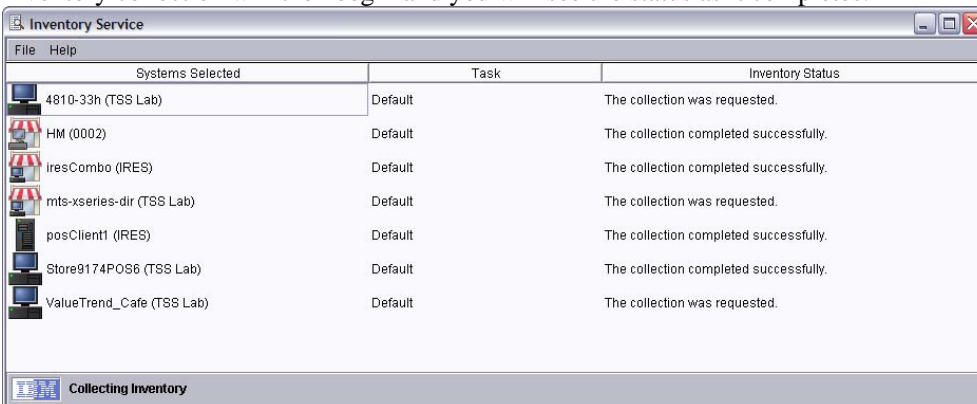 Inventory Service
File Help
Systems Selected Task Inventory Status
4810-33h (TSS Lab) Default The collection was requested.
HM (0002) Default The collection completed successfully.
iresCombo (IRES) Default The collection completed successfully.
mts-xseries-dir (TSS Lab) Default The collection was requested.
posClient1 (IRES) Default The collection completed successfully.
Store9174POS6 (TSS Lab) Default The collection completed successfully.
ValueTrend_Cafe (TSS Lab) Default The collection was requested.
IBM Collecting Inventory